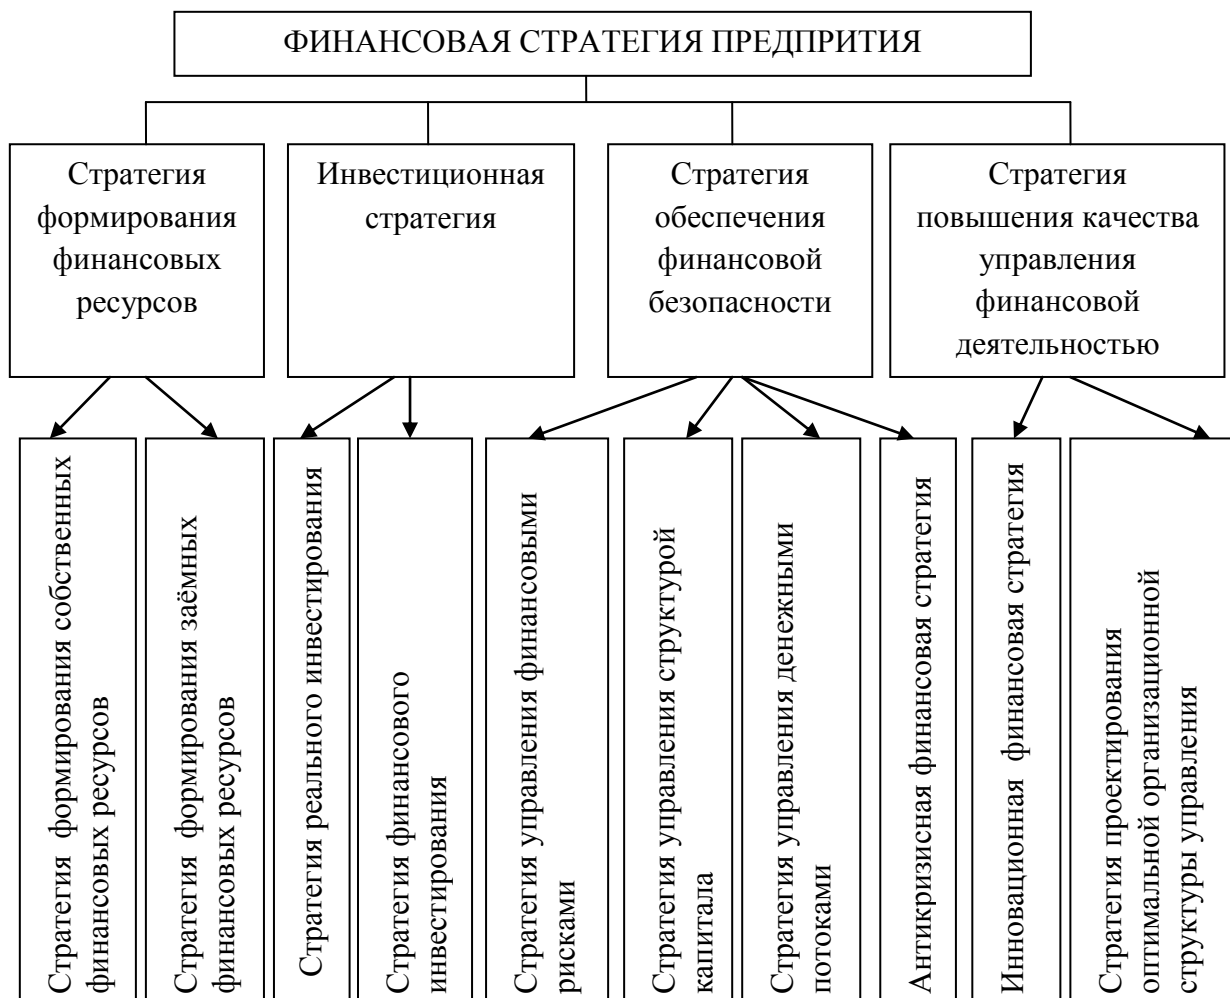 ФИНАНСОВАЯ СТРАТЕГИЯ ПРЕДПРИТИЯ
Стратегия
формирования
финансовых
ресурсов
Инвестиционная
стратегия
Стратегия
обеспечения
финансовой
безопасности
Стратегия
повышения качества
управления
финансовой
деятельностью
Стратегия формирования собственных
финансовых ресурсов
Стратегия формирования заёмных
финансовых ресурсов
Стратегия реального инвестирования
Стратегия финансового
инвестирования
Стратегия управления финансовыми
рисками
Стратегия управления структурой
капитала
Стратегия управления денежными
потоками
Антикризисная финансовая стратегия
Инновационная финансовая стратегия
Стратегия проектирования
оптимальной организационной
структуры управления